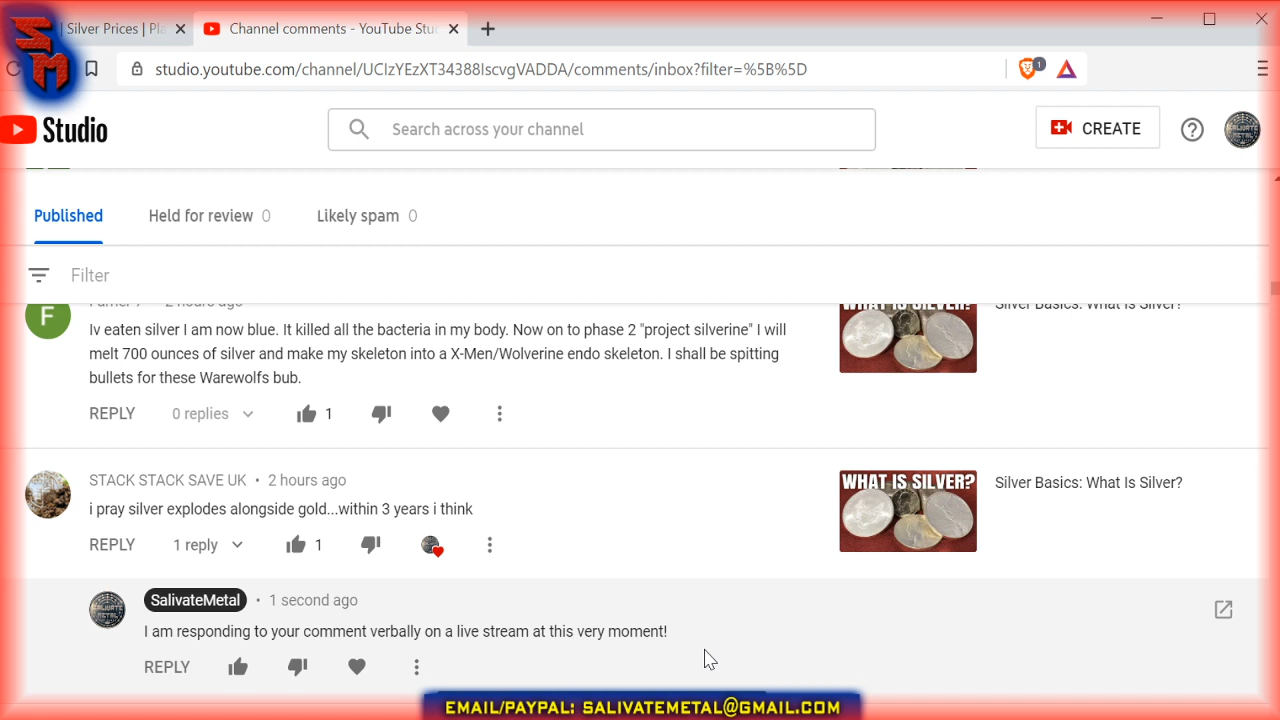 SM
| Silver Prices | Pla
Channel comments - YouTube Stu
studio.youtube.com/channel/UClzYEzXT34388IscvgVADDA/comments/inbox?filter=%5B%5D
1
Studio
Search across your channel
CREATE
Published
Held for review 0
Likely spam 0
Filter
2 hours ago
Silver Basics: What Is Silver?
F
Iv eaten silver I am now blue. It killed all the bacteria in my body. Now on to phase 2 "project silverine" I will
melt 700 ounces of silver and make my skeleton into a X-Men/Wolverine endo skeleton. I shall be spitting
bullets for these Warewolfs bub.
WHAT IS SILVER?
REPLY 0 replies 1
STACK STACK SAVE UK • 2 hours ago
i pray silver explodes alongside gold...within 3 years i think
REPLY 1 reply 1
WHAT IS SILVER?
Silver Basics: What Is Silver?
SalivateMetal • 1 second ago
I am responding to your comment verbally on a live stream at this very moment!
REPLY
EMAIL/PAYPAL: SALIVATEMETAL@GMAIL.COM